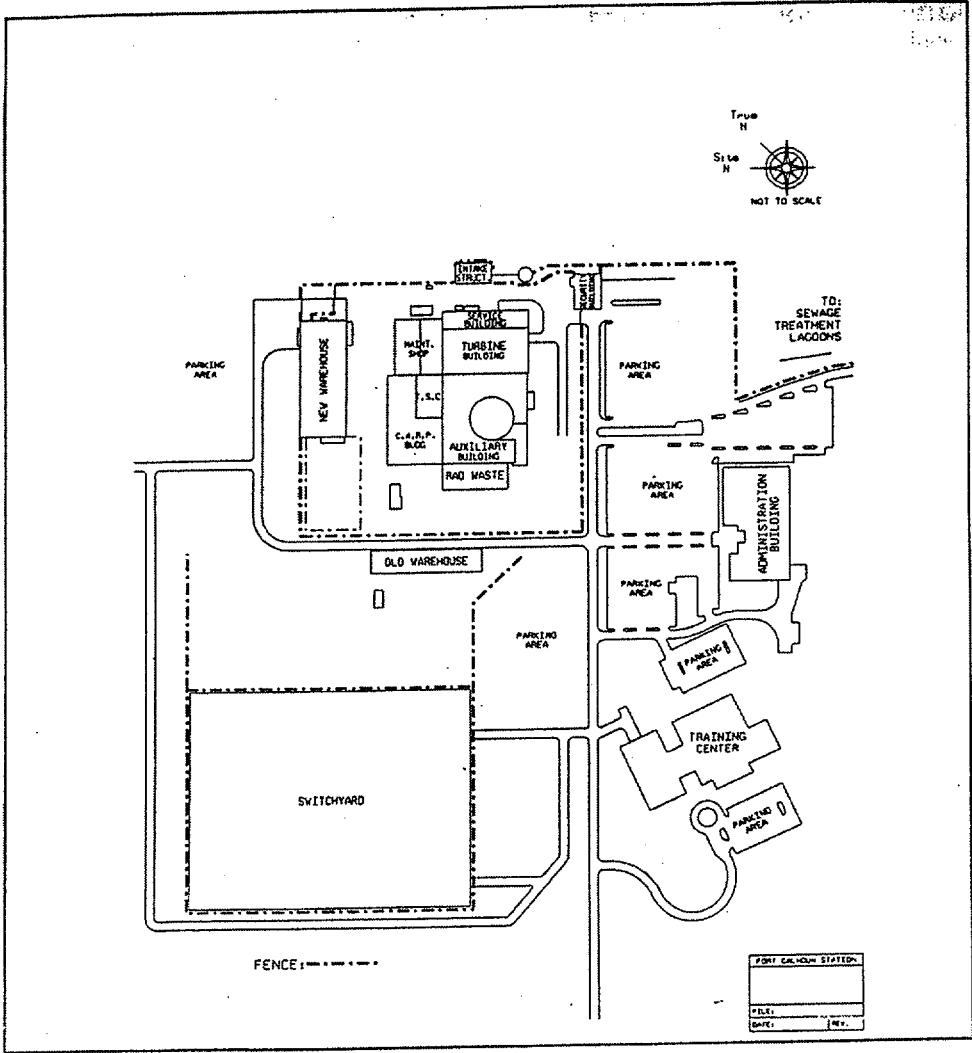 True
N
Site
N
NOT TO SCALE
INTAKE
STRUCT.
SECURITY
BUILDING
TO:
SEWAGE
TREATMENT
LAGOONS
SERVICE
BUILDING
MAINT.
SHOP
TURBINE
BUILDING
PARKING
AREA
NEW WAREHOUSE
PARKING
AREA
T.S.C
C.A.R.P.
BLDG
AUXILIARY
BUILDING
RAD WASTE
PARKING
AREA
ADMINISTRATION
BUILDING
OLD WAREHOUSE
PARKING
AREA
PARKING
AREA
PARKING
AREA
TRAINING
CENTER
SWITCHYARD
PARKING
AREA
FENCE:
FORT CALHOUN STATION
FILE:
DATE:
REV.